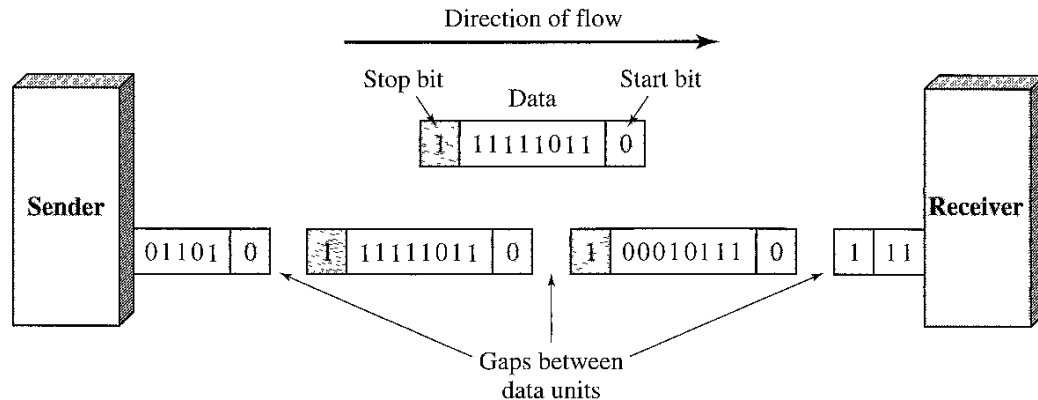 Direction of flow
Stop bit
Data
Start bit
1 11111011 0
Sender
Receiver
01101 0
1 11111011 0
1 00010111 0
1 11
Gaps between
data units